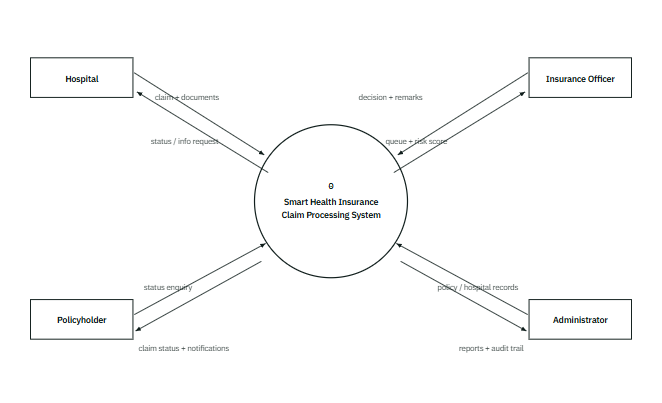 Hospital
Insurance Officer
claim + documents
decision + remarks
status / info request
queue + risk score
0
Smart Health Insurance
Claim Processing System
status enquiry
policy / hospital records
Policyholder
Administrator
claim status + notifications
reports + audit trail